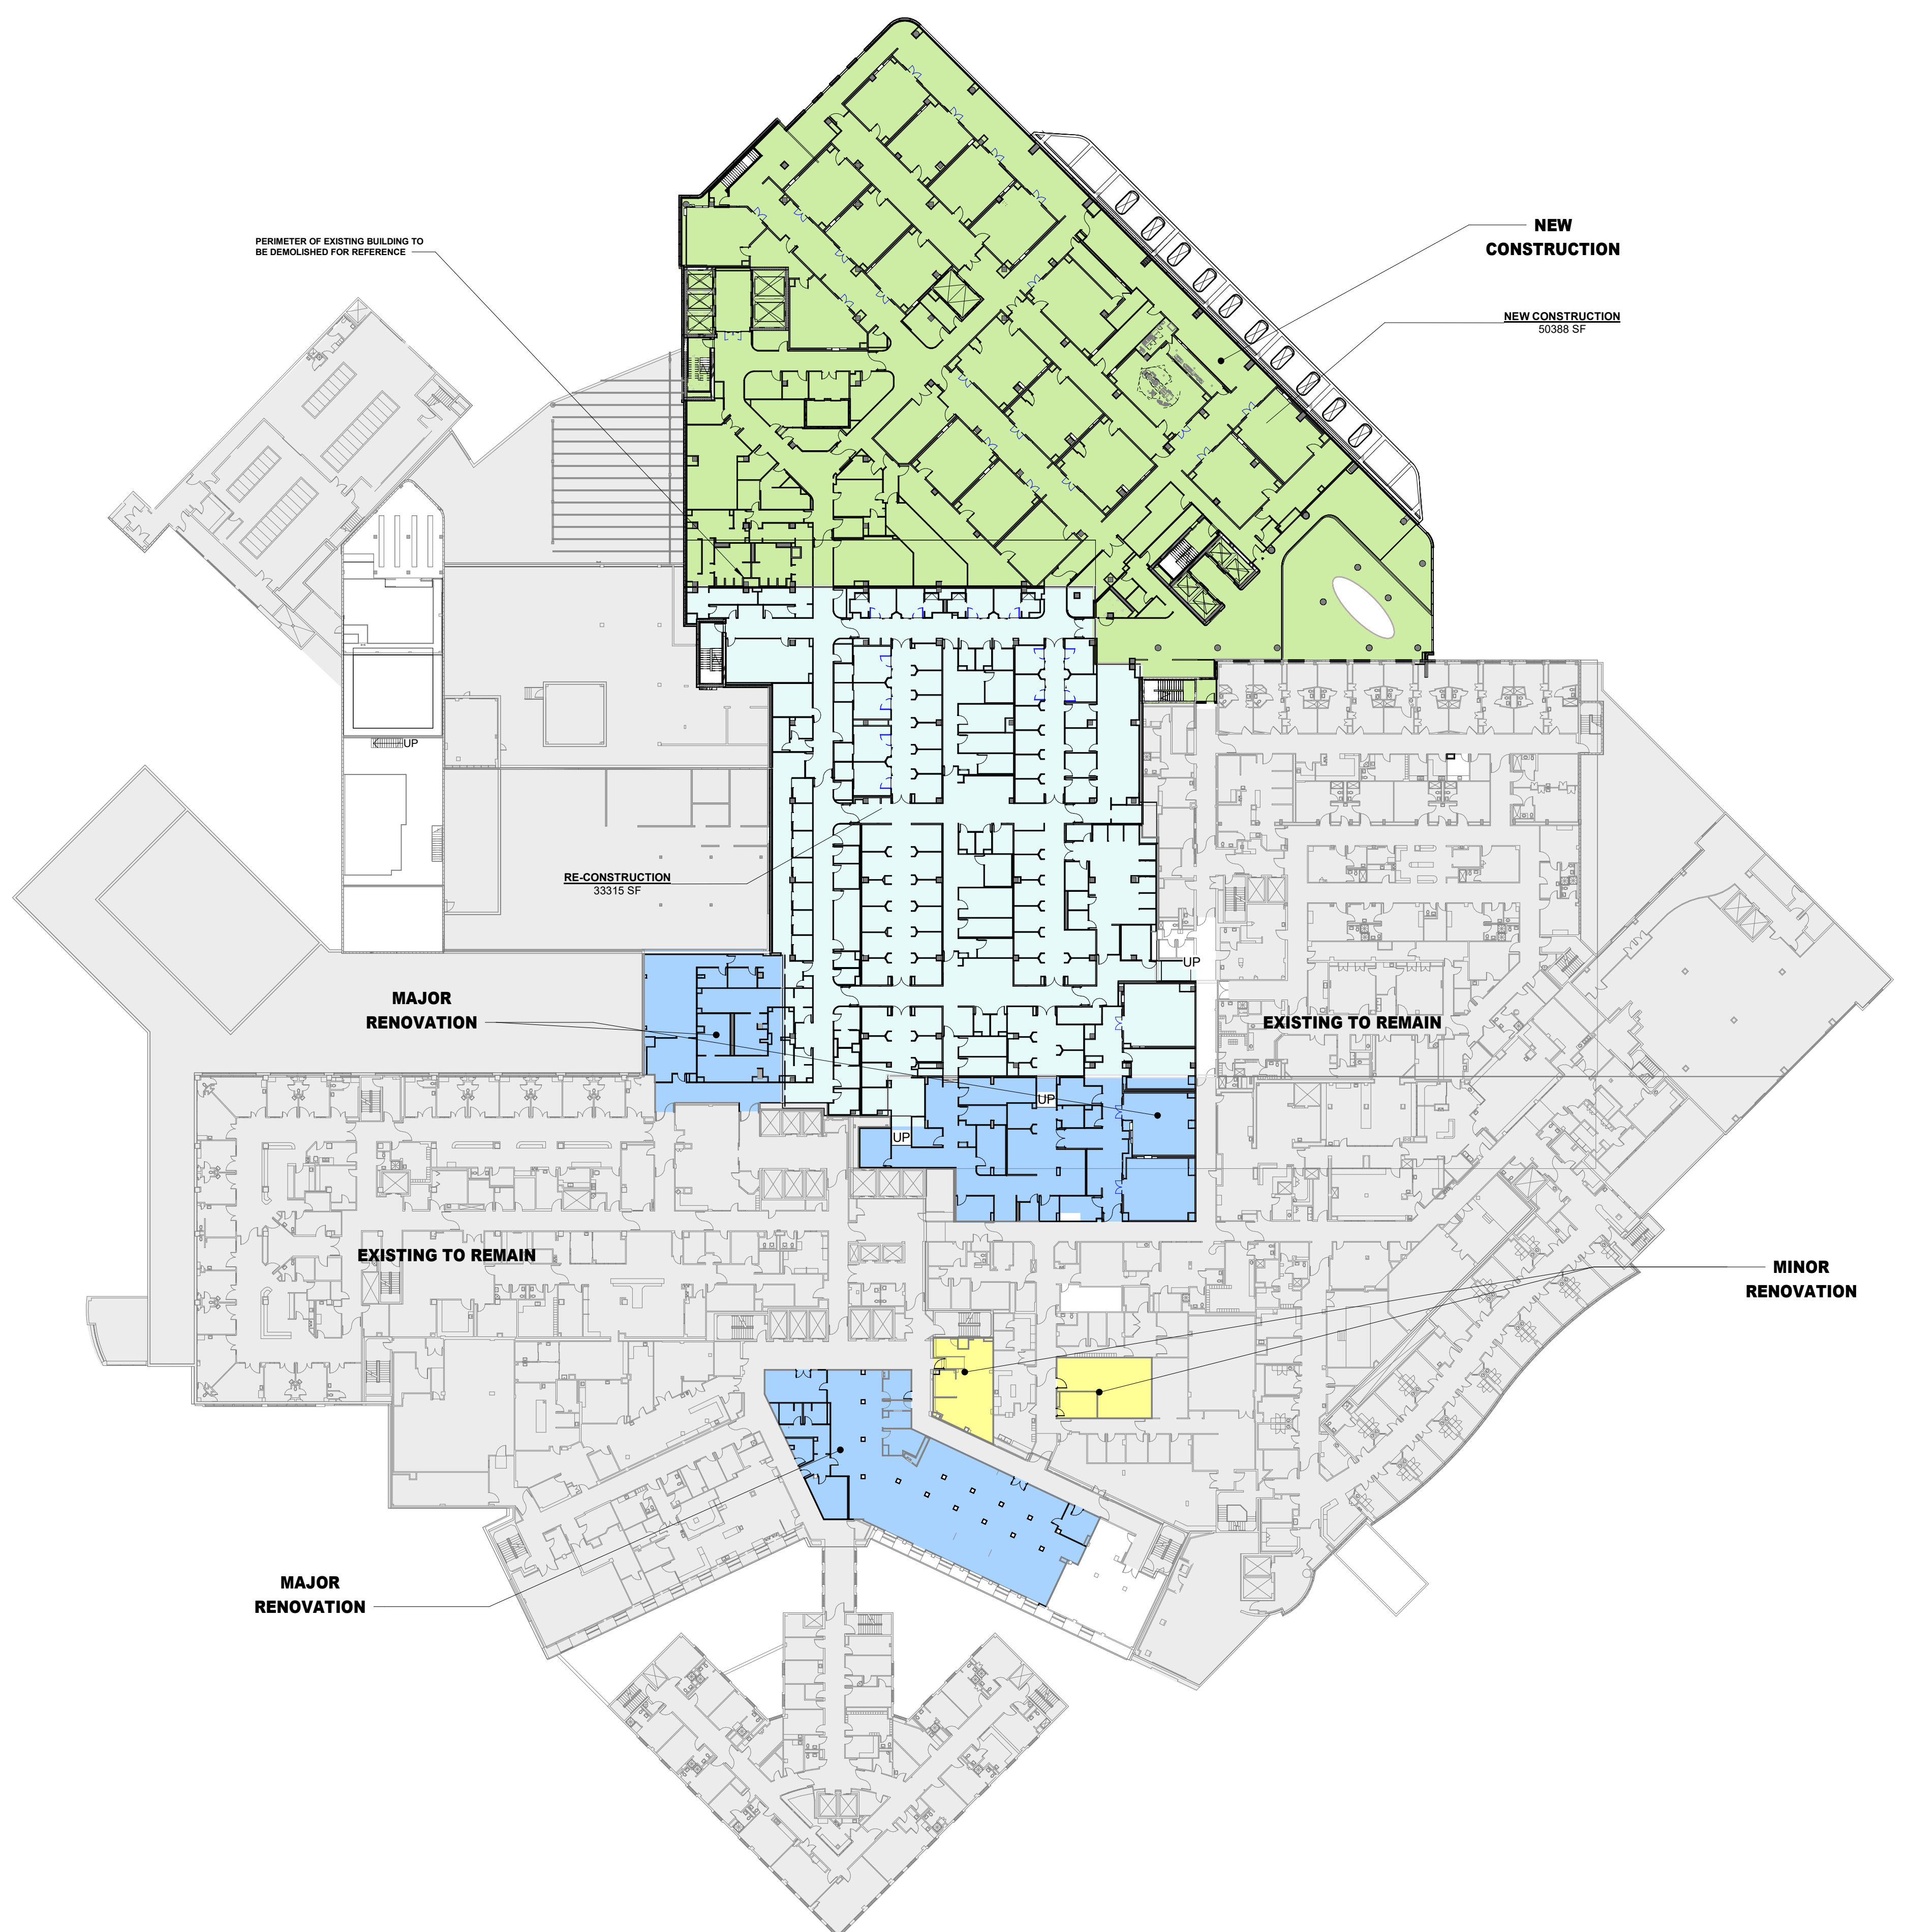 NEW
CONSTRUCTION
PERIMETER OF EXISTING BUILDING TO
BE DEMOLISHED FOR REFERENCE
NEW CONSTRUCTION
50388 SF
UP
RE-CONSTRUCTION
33315 SF
UP
MAJOR
RENOVATION
EXISTING TO REMAIN
UP
UP
EXISTING TO REMAIN
MINOR
RENOVATION
MAJOR
RENOVATION